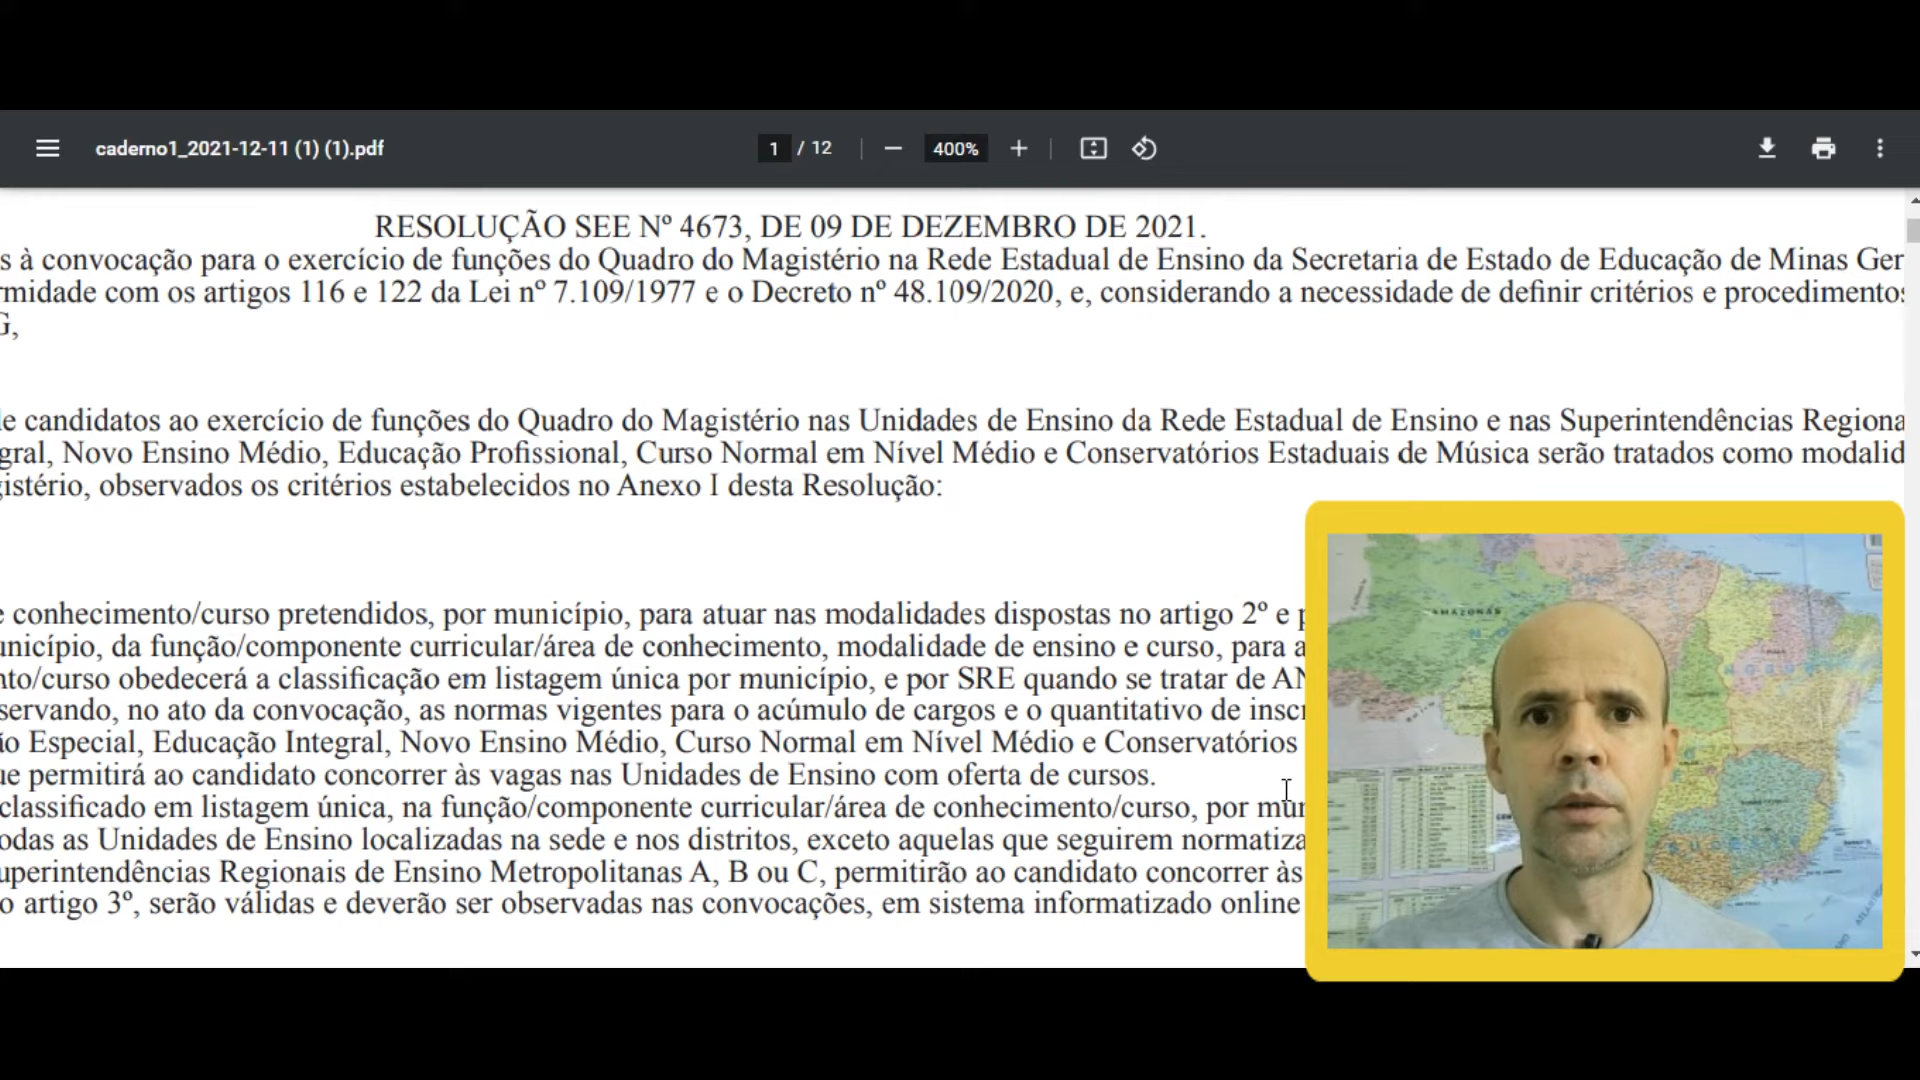 caderno1_2021-12-11 (1) (1).pdf
1 / 12
400%
RESOLUÇÃO SEE Nº 4673, DE 09 DE DEZEMBRO DE 2021.
s à convocação para o exercício de funções do Quadro do Magistério na Rede Estadual de Ensino da Secretaria de Estado de Educação de Minas Ger
rmidade com os artigos 116 e 122 da Lei nº 7.109/1977 e o Decreto nº 48.109/2020, e, considerando a necessidade de definir critérios e procedimentos
G,
de candidatos ao exercício de funções do Quadro do Magistério nas Unidades de Ensino da Rede Estadual de Ensino e nas Superintendências Regiona
gral, Novo Ensino Médio, Educação Profissional, Curso Normal em Nível Médio e Conservatórios Estaduais de Música serão tratados como modalid
gistério, observados os critérios estabelecidos no Anexo I desta Resolução:
e conhecimento/curso pretendidos, por município, para atuar nas modalidades dispostas no artigo 2º e p
unicípio, da função/componente curricular/área de conhecimento, modalidade de ensino e curso, para a
nto/curso obedecerá a classificação em listagem única por município, e por SRE quando se tratar de AN
servando, no ato da convocação, as normas vigentes para o acúmulo de cargos e o quantitativo de inscr
ão Especial, Educação Integral, Novo Ensino Médio, Curso Normal em Nível Médio e Conservatórios
ue permitirá ao candidato concorrer às vagas nas Unidades de Ensino com oferta de cursos.
classificado em listagem única, na função/componente curricular/área de conhecimento/curso, por mun
odas as Unidades de Ensino localizadas na sede e nos distritos, exceto aquelas que seguirem normatiza
uperintendências Regionais de Ensino Metropolitanas A, B ou C, permitirão ao candidato concorrer às
o artigo 3º, serão válidas e deverão ser observadas nas convocações, em sistema informatizado online
AMAZONAS